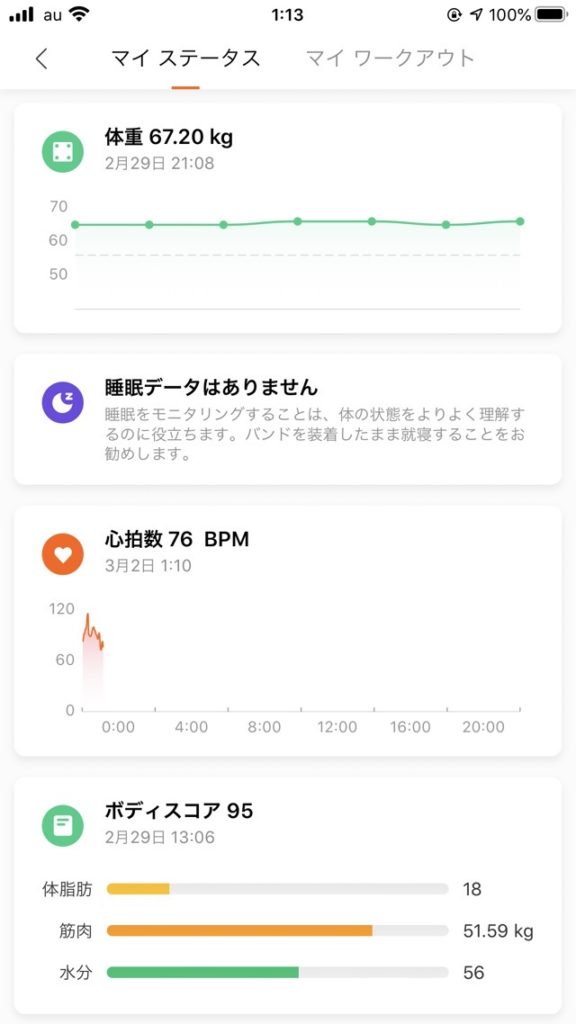 au 1:13 100%
マイ ステータス マイ ワークアウト
体重 67.20 kg
2月29日 21:08
70
60
50
睡眠データはありません
睡眠をモニタリングすることは、体の状態をよりよく理解す
るのに役立ちます。バンドを装着したまま就寝することをお
勧めします。
心拍数 76 BPM
3月2日 1:10
120
60
0
0:00 4:00 8:00 12:00 16:00 20:00
ボディスコア 95
2月29日 13:06
体脂肪 18
筋肉 51.59 kg
水分 56